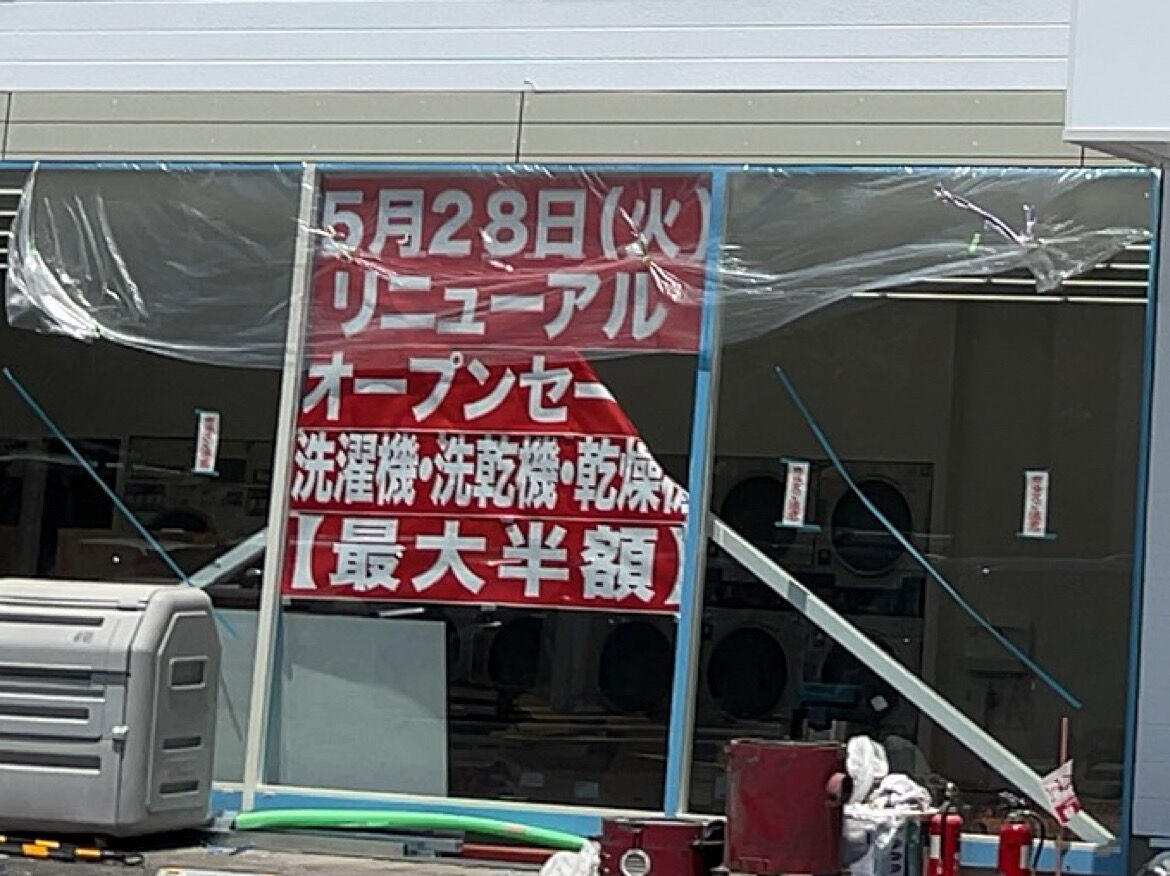 5月28日(火)
リニューアル
オープンセー
洗濯機・洗乾機・乾燥機
【最大半額】